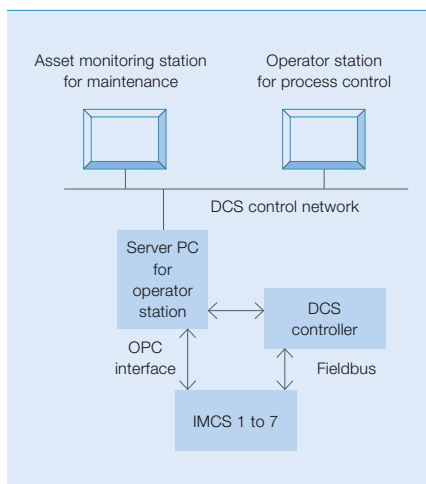 Asset monitoring station
for maintenance
Operator station
for process control
DCS control network
Server PC
for
operator
station
DCS
controller
OPC
interface
Fieldbus
IMCS 1 to 7